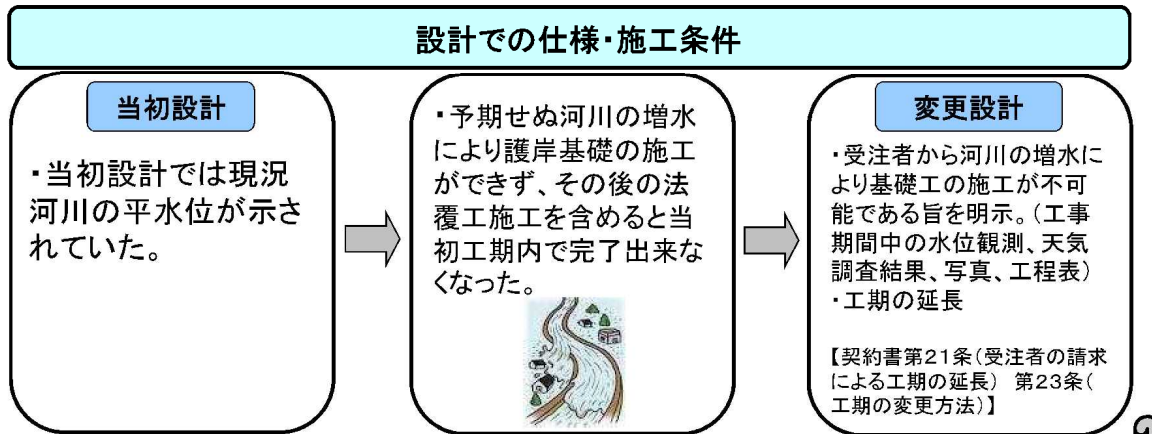 設計での仕様・施工条件
当初設計
・当初設計では現況
河川の平水位が示さ
れていた。
・予期せぬ河川の増水
により護岸基礎の施工
ができず、その後の法
覆工施工を含めると当
初工期内で完了出来な
くなった。
変更設計
・受注者から河川の増水に
より基礎工の施工が不可
能である旨を明示。(工事
期間中の水位観測、天気
調査結果、写真、工程表)
・工期の延長
【契約書第21条(受注者の請求
による工期の延長) 第23条(
工期の変更方法)】